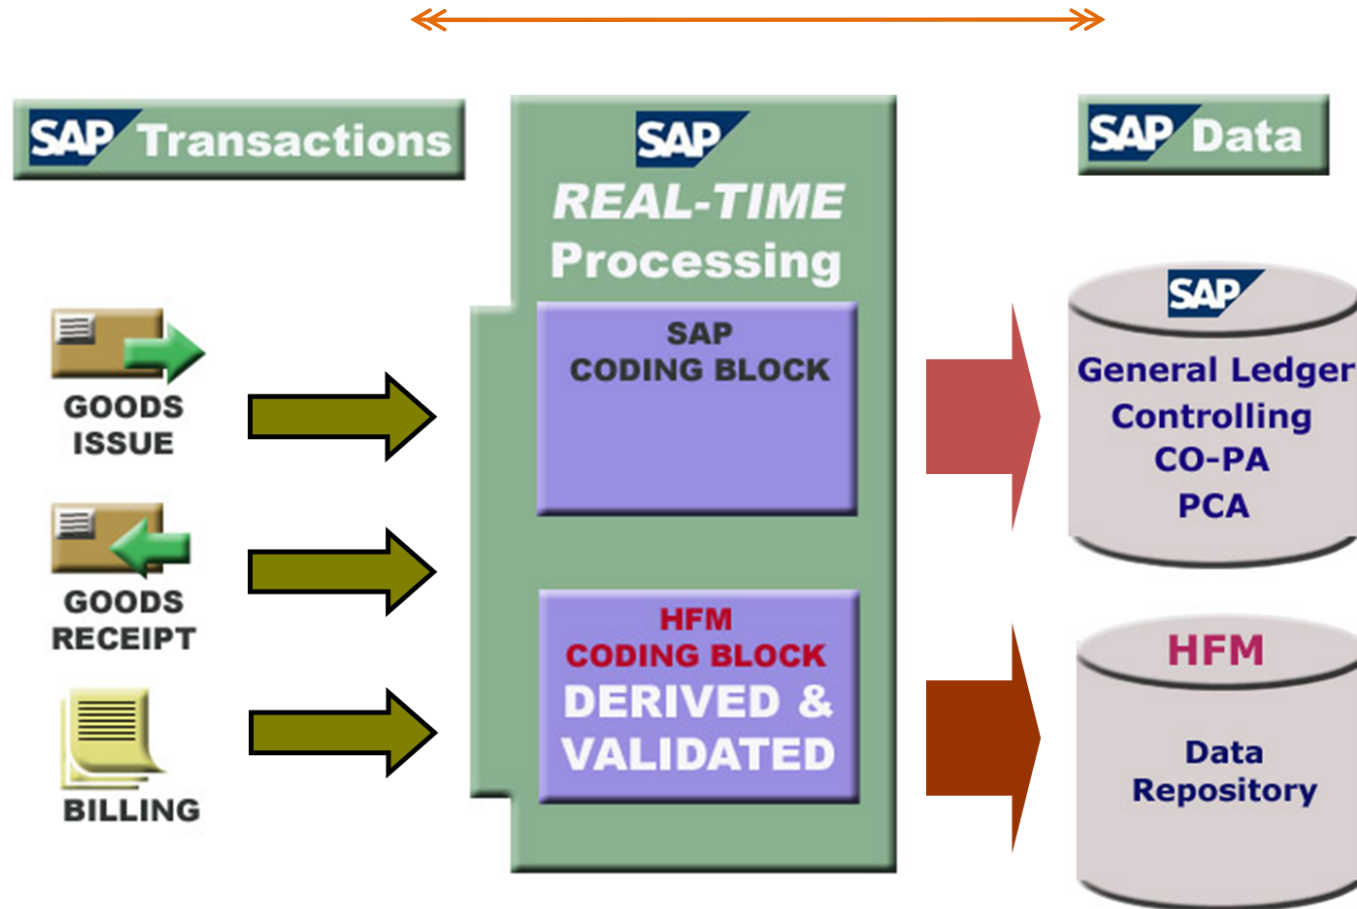 SAP Transactions
GOODS
ISSUE
GOODS
RECEIPT
BILLING
SAP
REAL-TIME
Processing
SAP
CODING BLOCK
HFM
CODING BLOCK
DERIVED &
VALIDATED
SAP Data
SAP
General Ledger
Controlling
CO-PA
PCA
HFM
Data
Repository